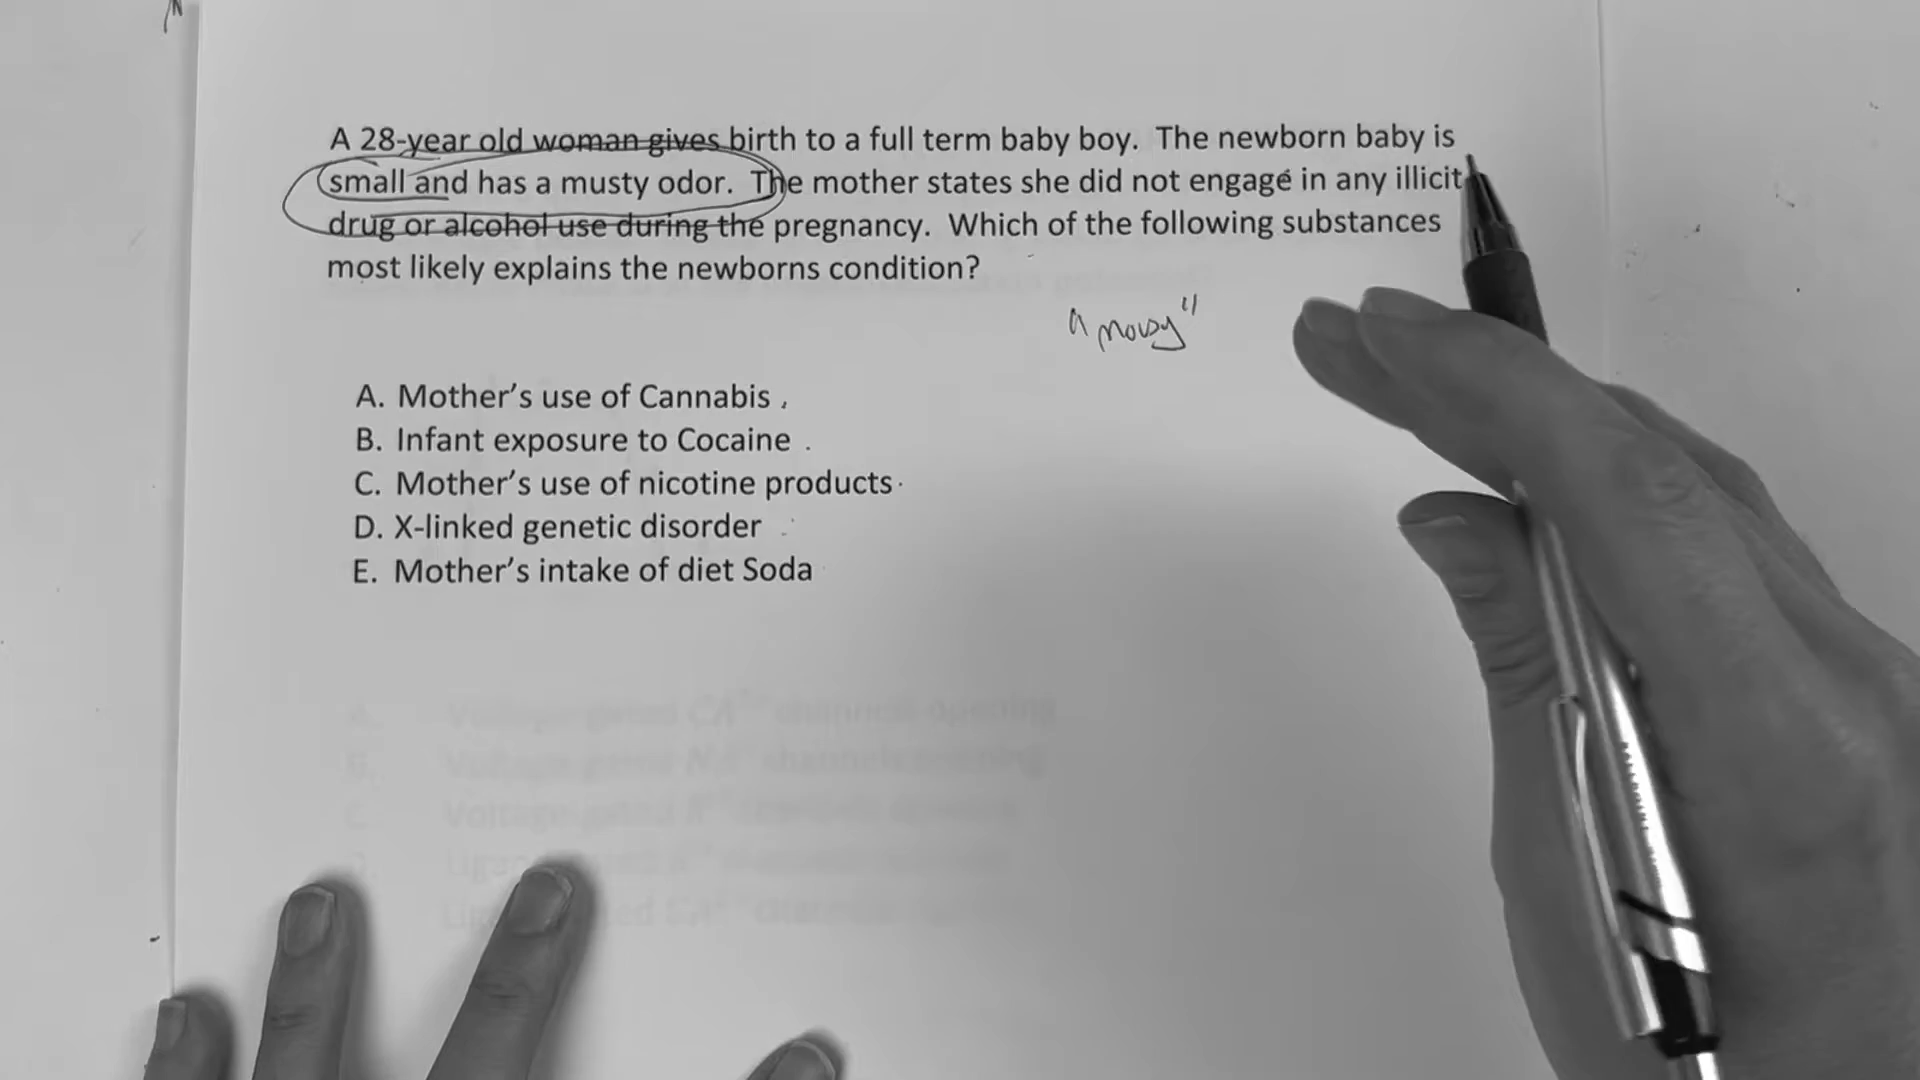 A 28-year old woman gives birth to a full term baby boy. The newborn baby is
small and has a musty odor. The mother states she did not engage in any illicit
drug or alcohol use during the pregnancy. Which of the following substances
most likely explains the newborns condition?
"mousy"
A. Mother's use of Cannabis
B. Infant exposure to Cocaine
C. Mother's use of nicotine products
D. X-linked genetic disorder
E. Mother's intake of diet Soda